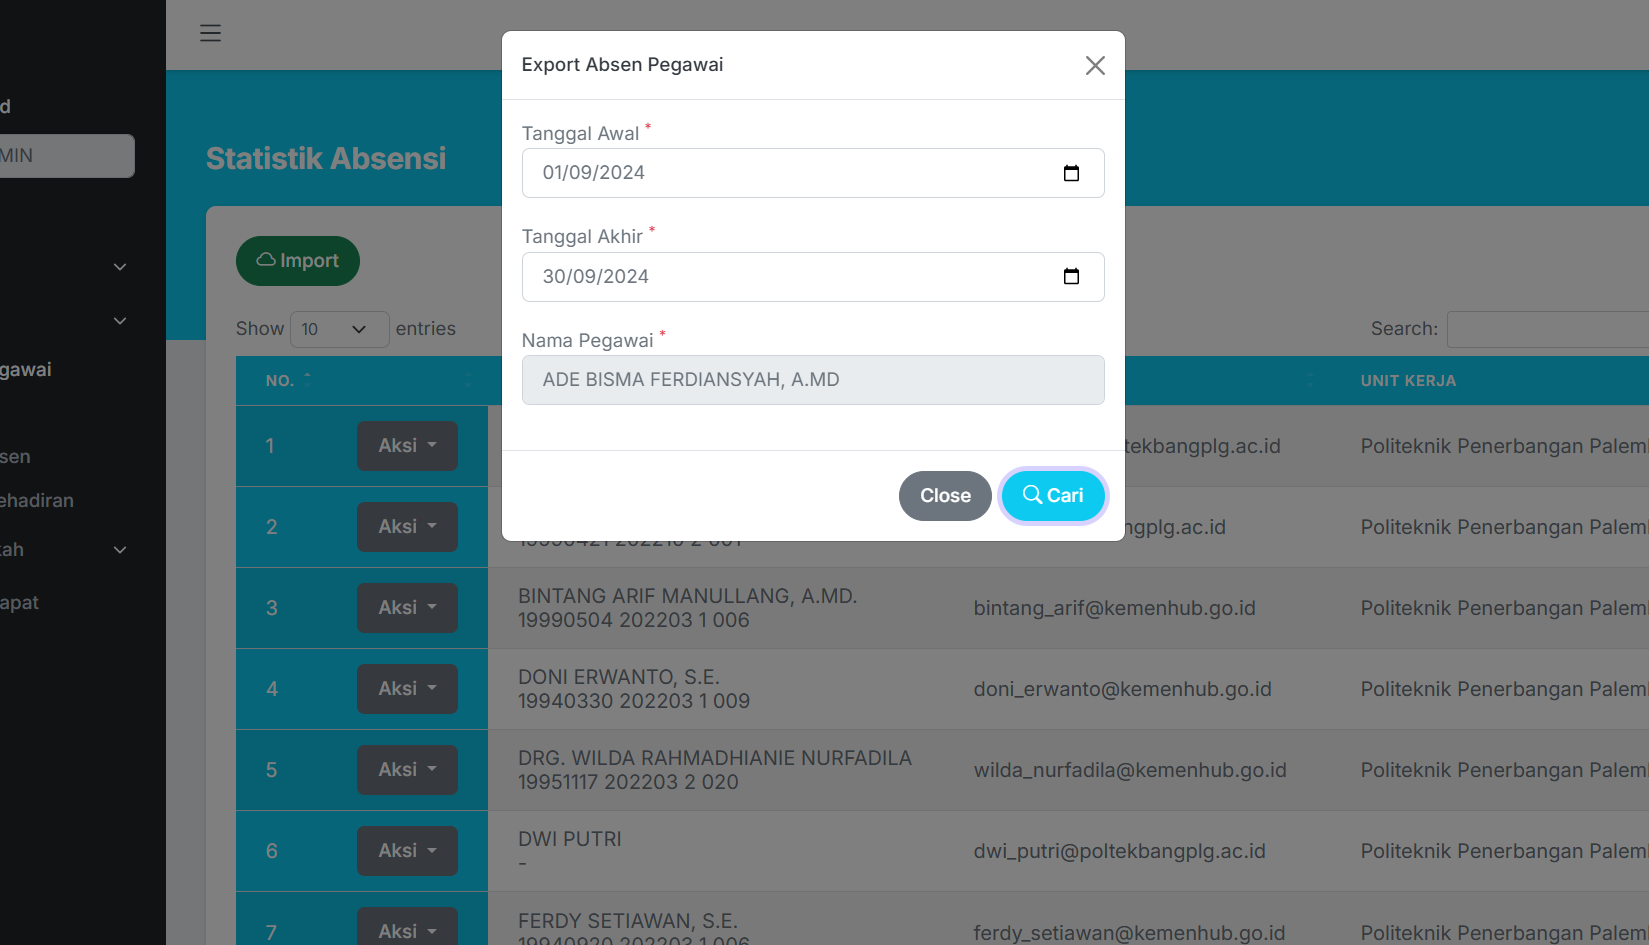 d
MIN
gawai
sen
ehadiran
kah
apat
Statistik Absensi
Import
Show 10 entries
Search:
Export Absen Pegawai
Tanggal Awal *
01/09/2024
Tanggal Akhir *
30/09/2024
Nama Pegawai *
ADE BISMA FERDIANSYAH, A.MD
Close
Cari
NO.
UNIT KERJA
1 Aksi tekbangplg.ac.id Politeknik Penerbangan Palem
2 Aksi ngplg.ac.id Politeknik Penerbangan Palem
3 Aksi BINTANG ARIF MANULLANG, A.MD. bintang_arif@kemenhub.go.id Politeknik Penerbangan Palem
19990504 202203 1 006
4 Aksi DONI ERWANTO, S.E. doni_erwanto@kemenhub.go.id Politeknik Penerbangan Palem
19940330 202203 1 009
5 Aksi DRG. WILDA RAHMADHIANIE NURFADILA wilda_nurfadila@kemenhub.go.id Politeknik Penerbangan Palem
19951117 202203 2 020
6 Aksi DWI PUTRI dwi_putri@poltekbangplg.ac.id Politeknik Penerbangan Palem
-
7 Aksi FERDY SETIAWAN, S.E. ferdy_setiawan@kemenhub.go.id Politeknik Penerbangan Palem
19940920 202203 1 006